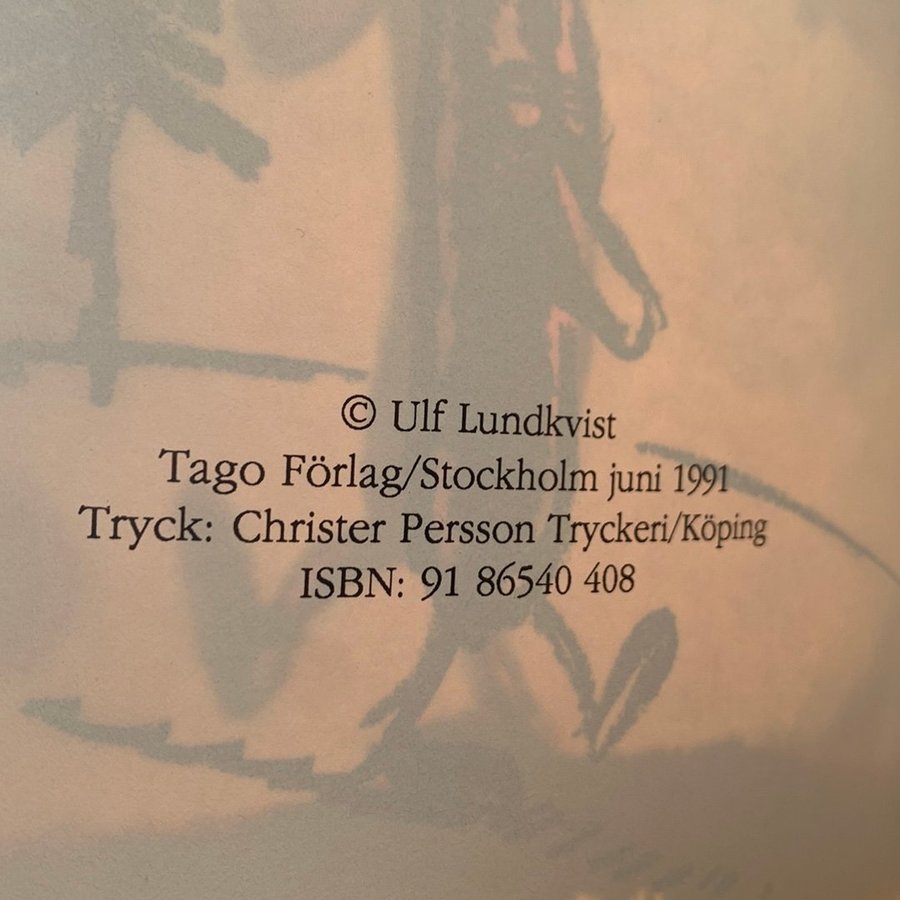 © Ulf Lundkvist
Tago Förlag/Stockholm juni 1991
Tryck: Christer Persson Tryckeri/Köping
ISBN: 91 86540 408